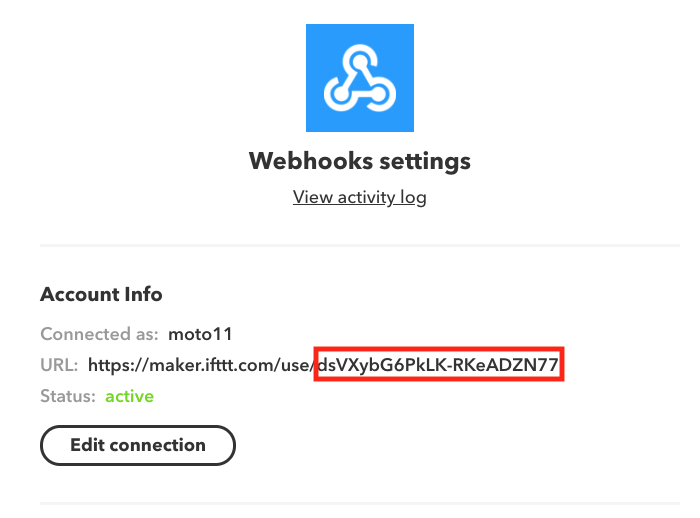 Webhooks settings
View activity log
Account Info
Connected as: moto11
URL: https://maker.ifttt.com/use/dsVXybG6PkLK-RKeADZN77
Status: active
Edit connection